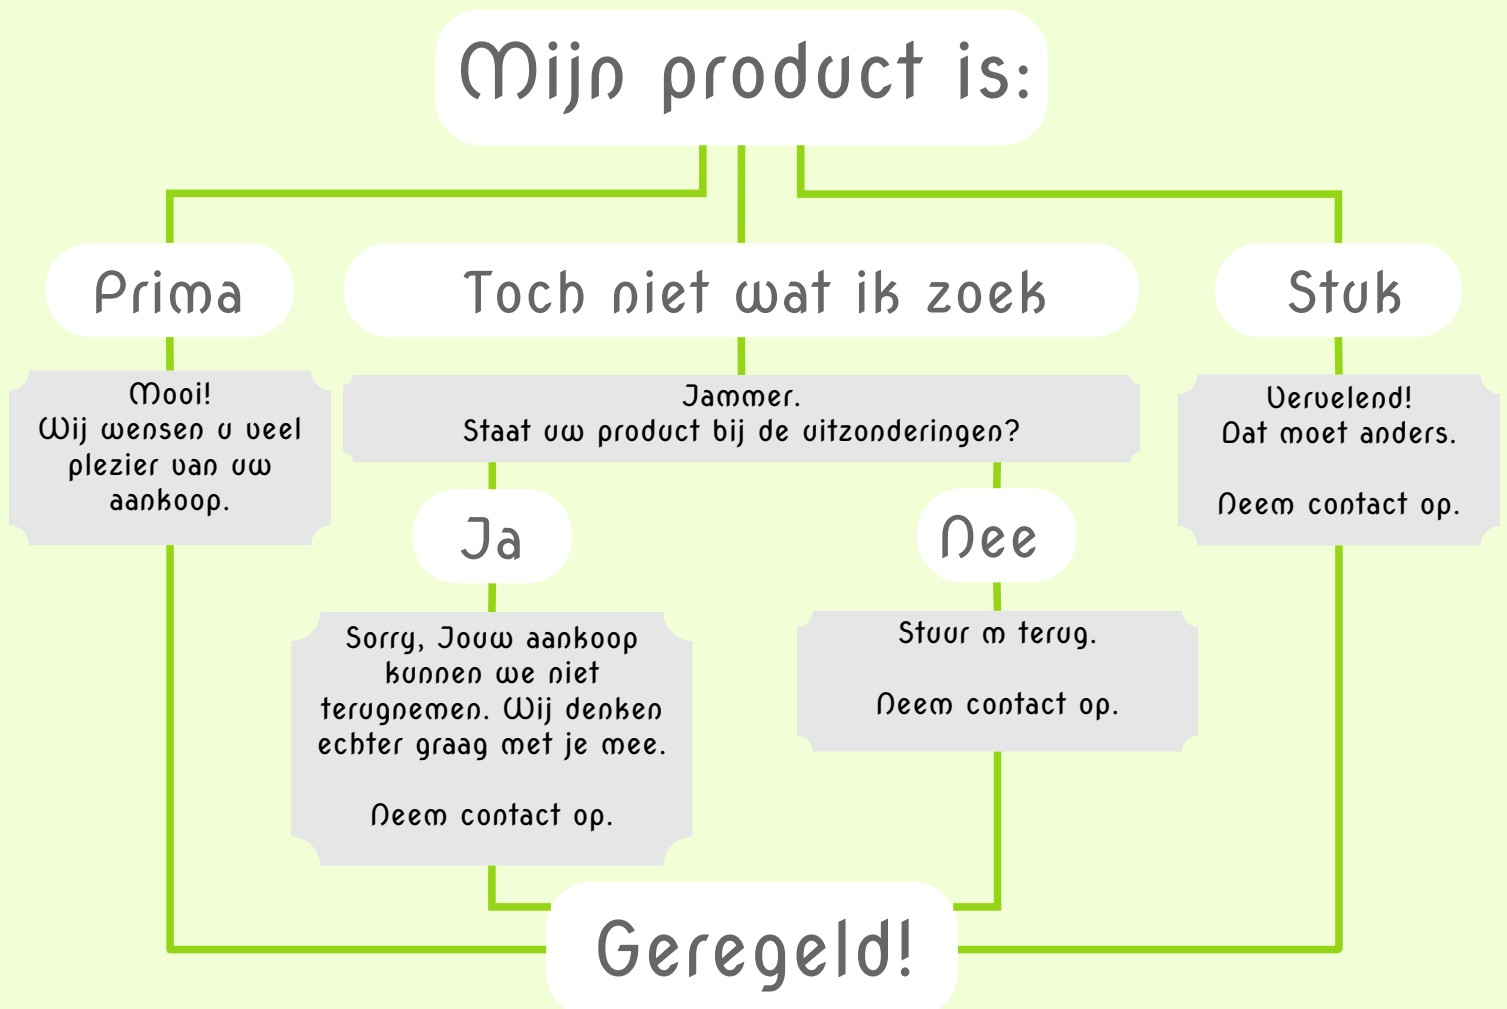 Mijn product is:
Prima
Toch niet wat ik zoek
Stuk
Mooi!
Wij wensen u veel
plezier van uw
aankoop.
Jammer.
Staat uw product bij de uitzonderingen?
Vervelend!
Dat moet anders.
Neem contact op.
Ja
Nee
Sorry, Jouw aankoop
kunnen we niet
terugnemen. Wij denken
echter graag met je mee.
Neem contact op.
Stuur m terug.
Neem contact op.
Geregeld!